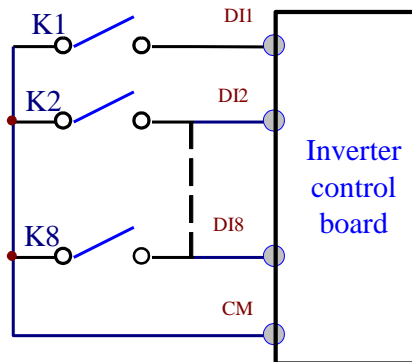 K1
DI1
K2
DI2
Inverter
control
board
K8
DI8
CM